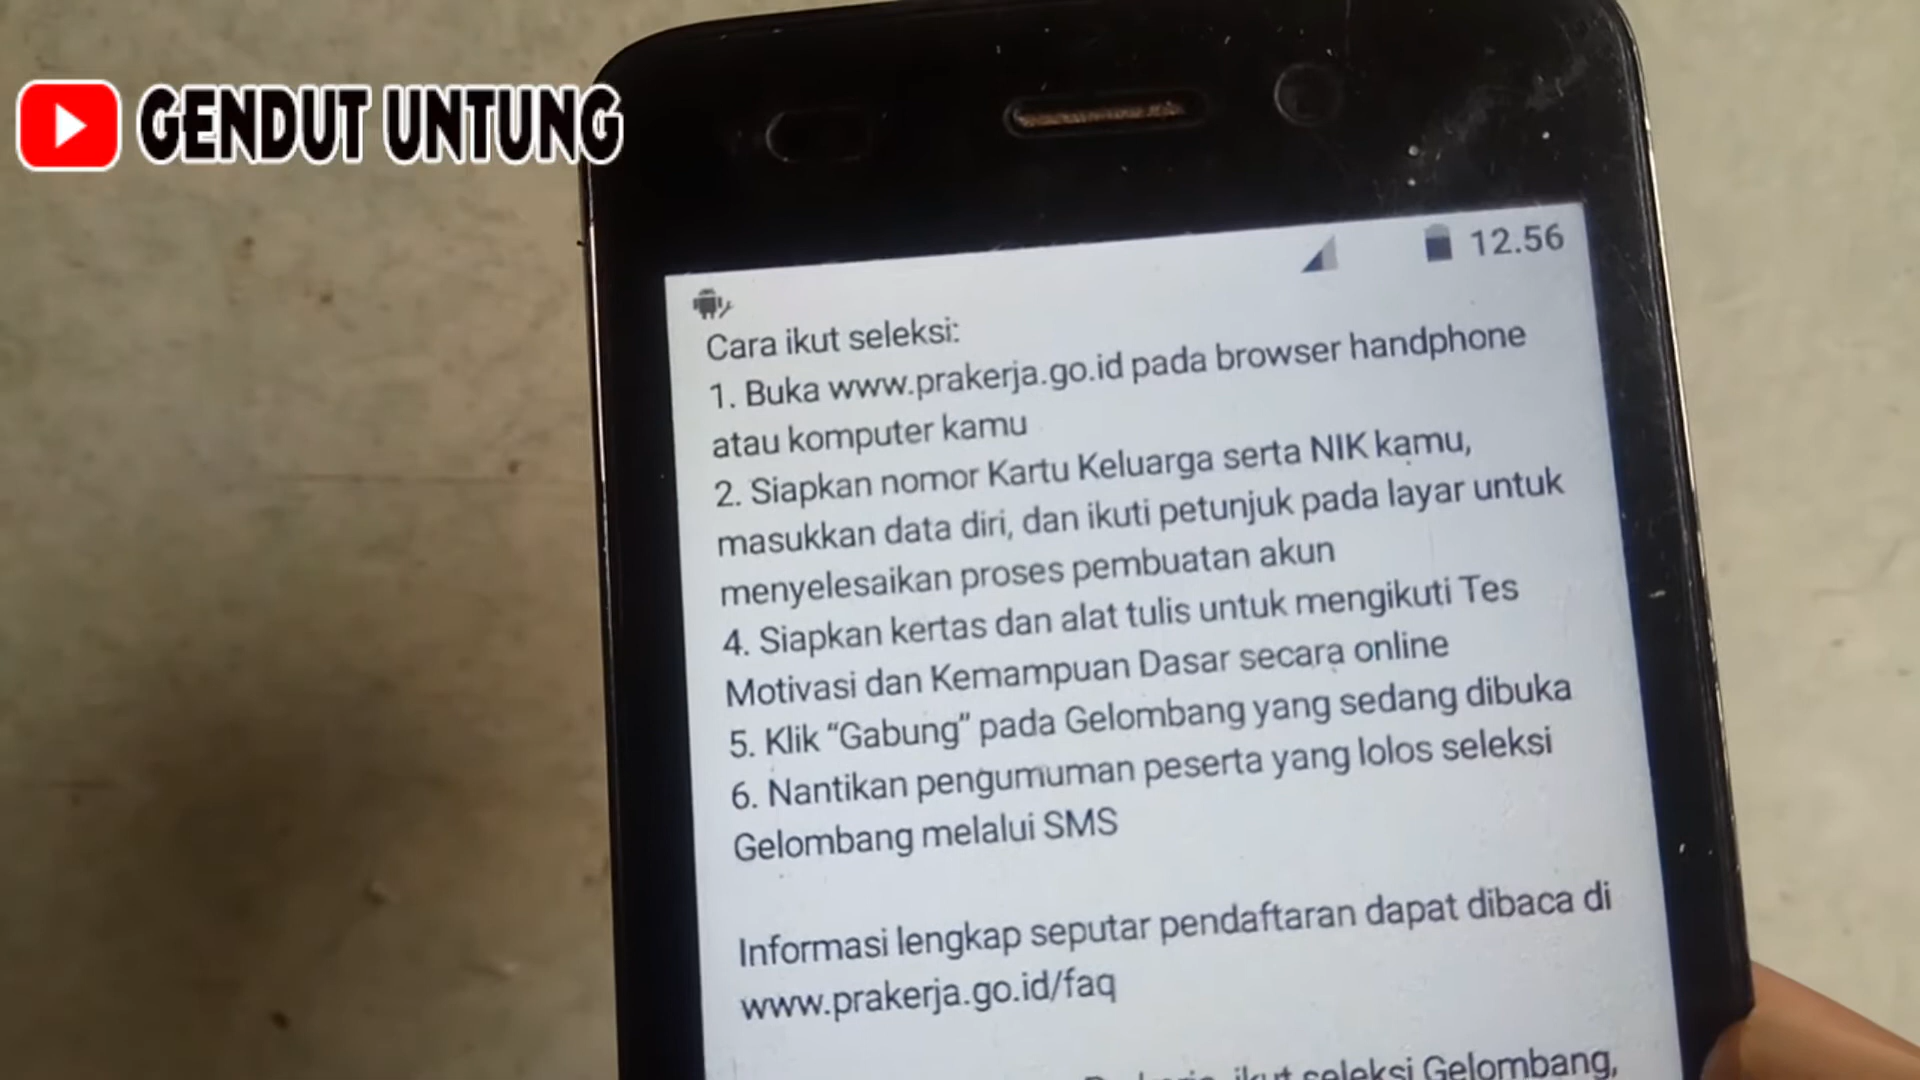 GENDUT UNTUNG
12.56
Cara ikut seleksi:
1. Buka www.prakerja.go.id pada browser handphone
atau komputer kamu
2. Siapkan nomor Kartu Keluarga serta NIK kamu,
masukkan data diri, dan ikuti petunjuk pada layar untuk
menyelesaikan proses pembuatan akun
4. Siapkan kertas dan alat tulis untuk mengikuti Tes
Motivasi dan Kemampuan Dasar secara online
5. Klik “Gabung” pada Gelombang yang sedang dibuka
6. Nantikan pengumuman peserta yang lolos seleksi
Gelombang melalui SMS
Informasi lengkap seputar pendaftaran dapat dibaca di
www.prakerja.go.id/faq
ikut seleksi Gelombang,